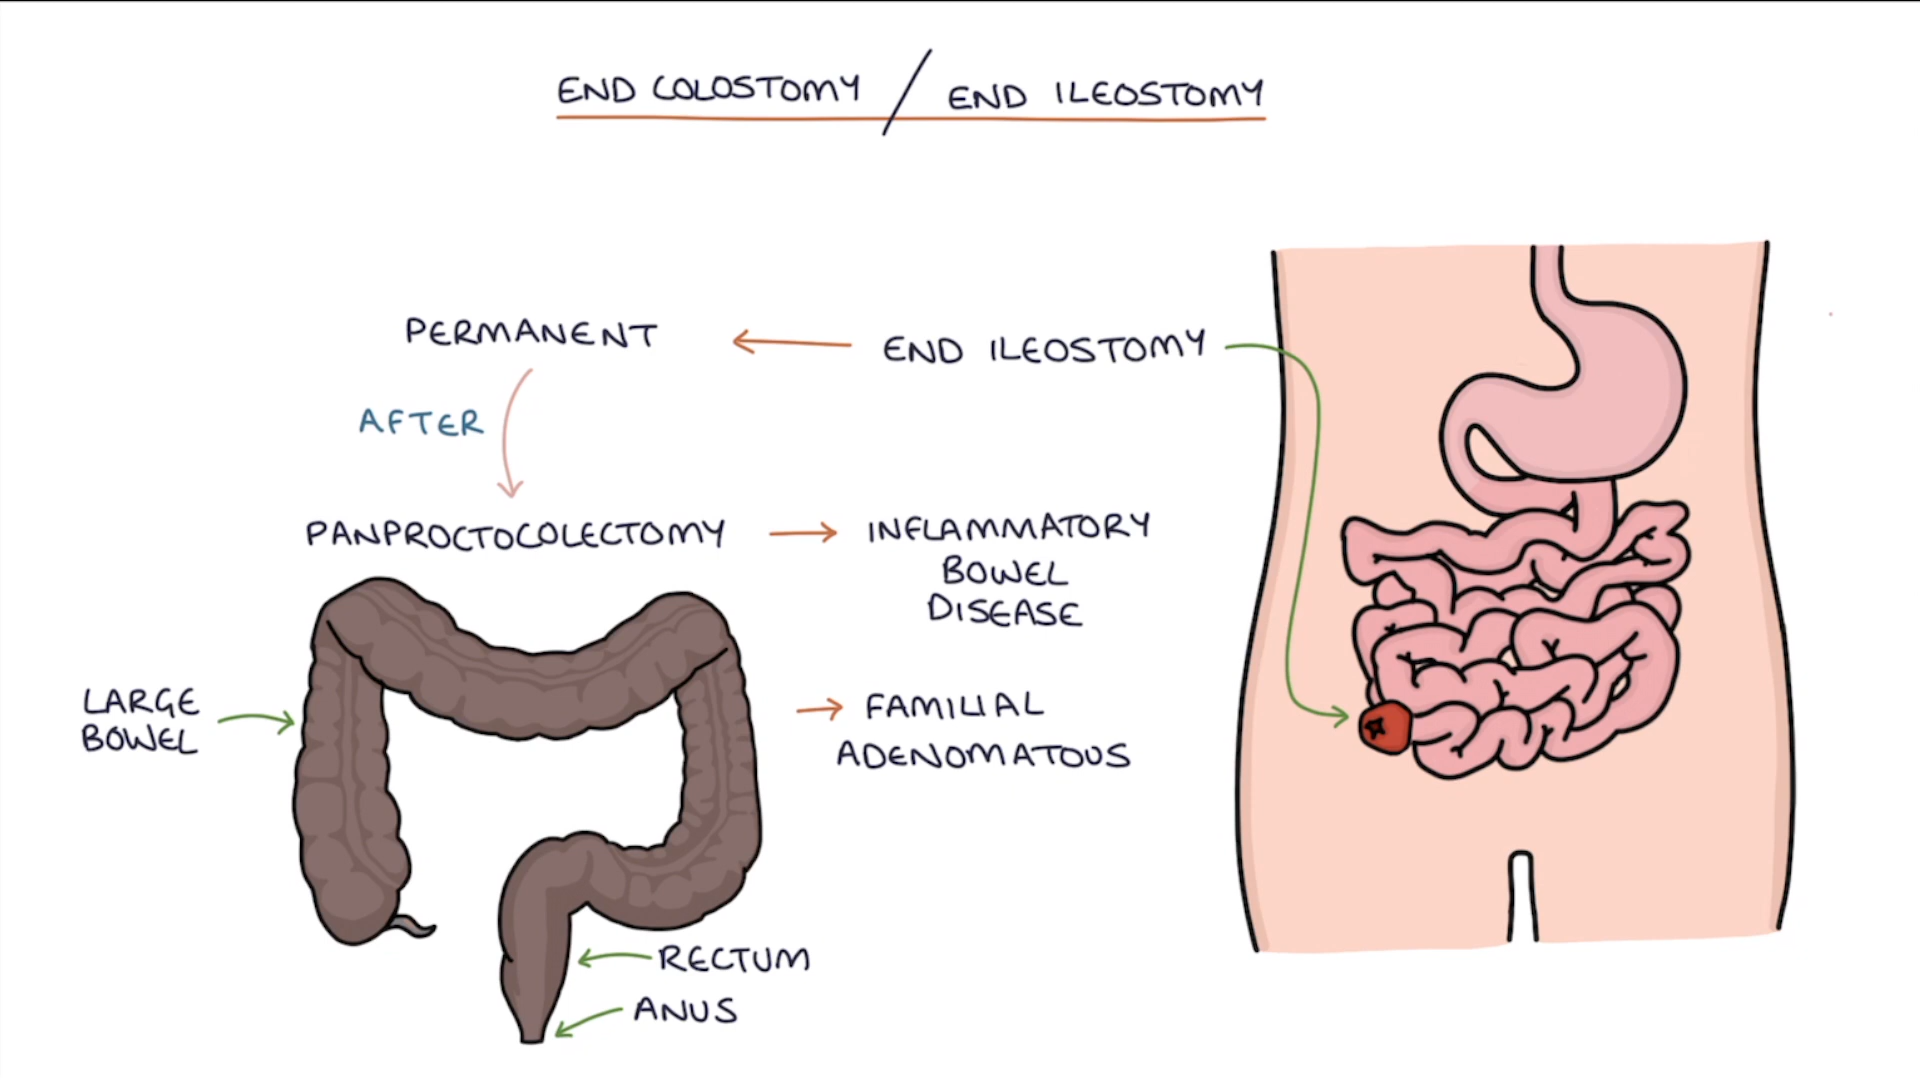 END COLOSTOMY / END ILEOSTOMY
PERMANENT
END ILEOSTOMY
AFTER
PANPROCTOCOLECTOMY
INFLAMMATORY
BOWEL
DISEASE
LARGE
BOWEL
FAMILIAL
ADENOMATOUS
RECTUM
ANUS